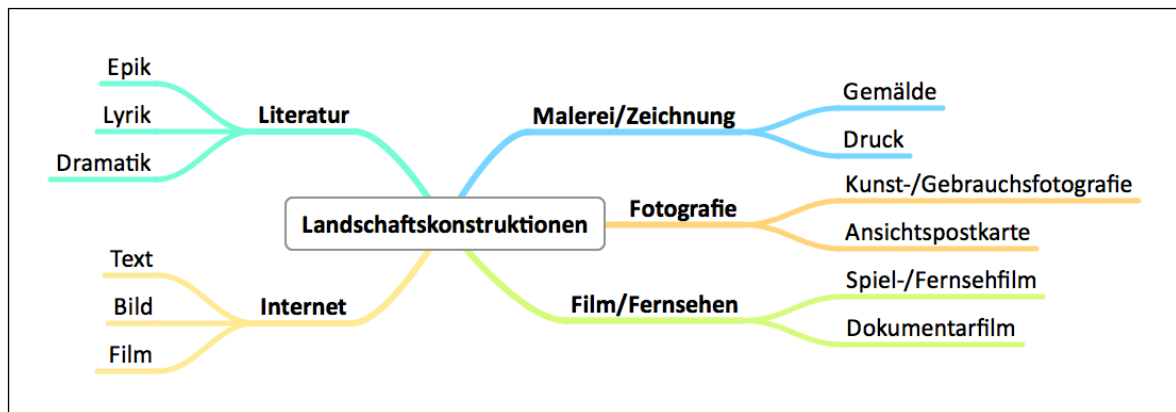 Landschaftskonstruktionen
Literatur
Epik
Lyrik
Dramatik
Internet
Text
Bild
Film
Malerei/Zeichnung
Gemälde
Druck
Fotografie
Kunst-/Gebrauchsfotografie
Ansichtspostkarte
Film/Fernsehen
Spiel-/Fernsehfilm
Dokumentarfilm